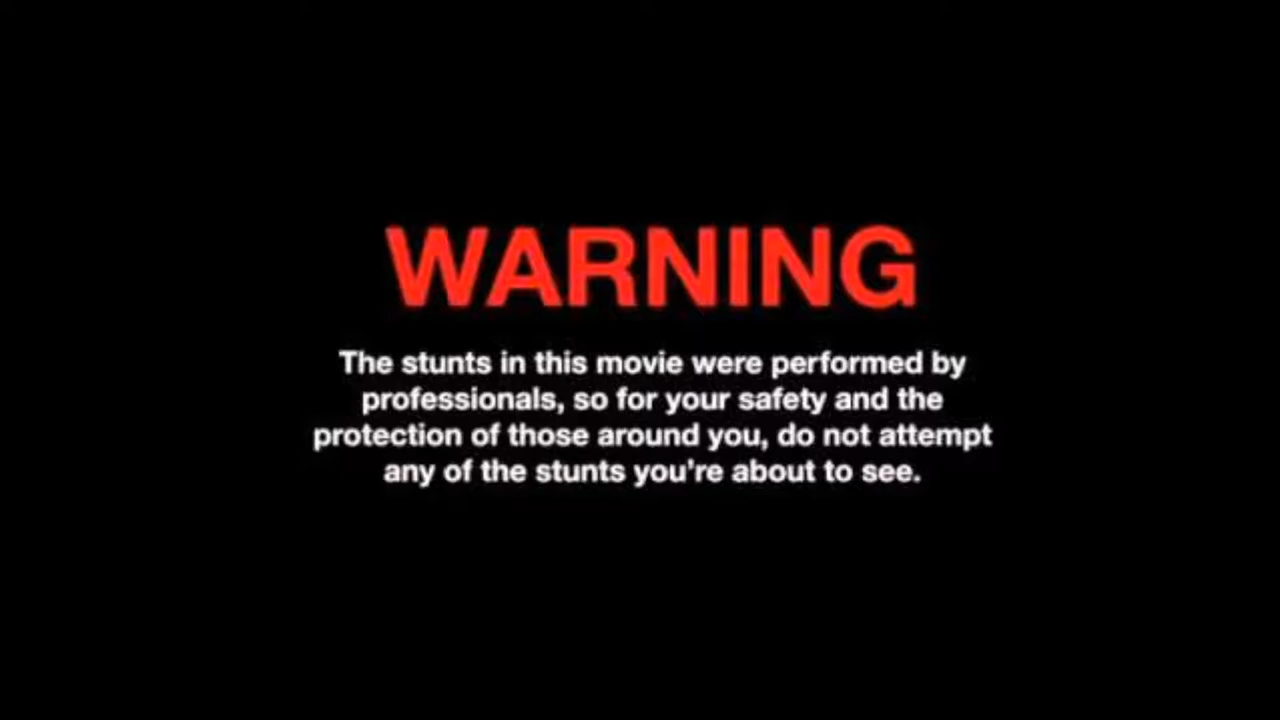 WARNING
The stunts in this movie were performed by
professionals, so for your safety and the
protection of those around you, do not attempt
any of the stunts you're about to see.